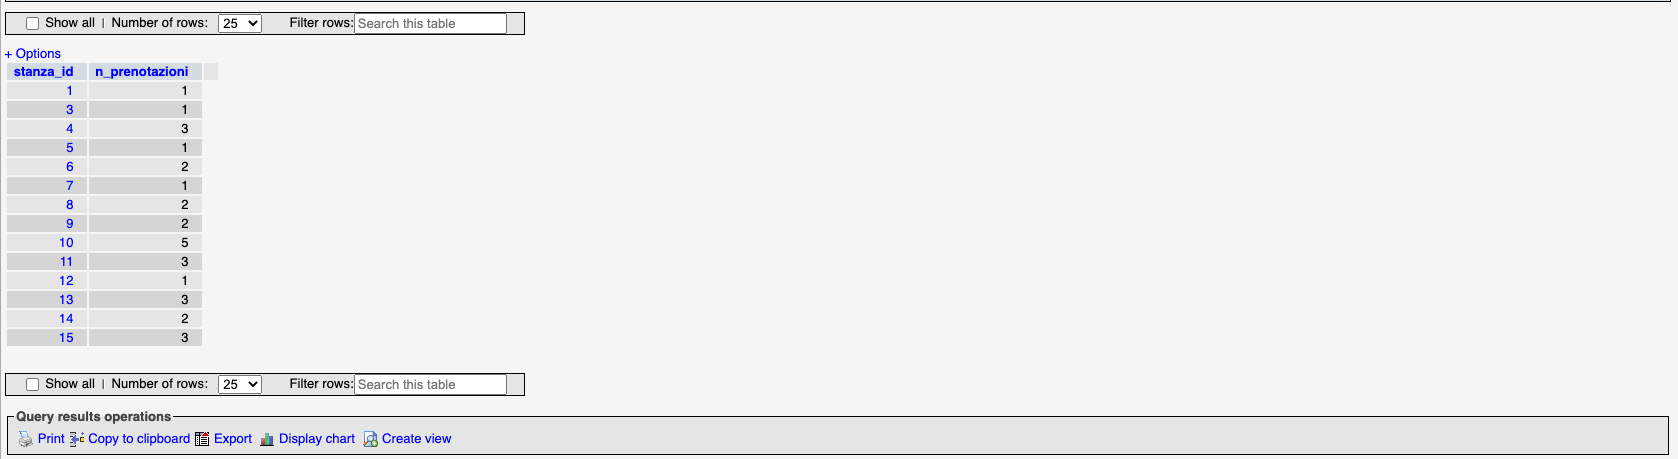 Show all | Number of rows: 25 Filter rows: Search this table
+ Options
stanza_id n_prenotazioni
1 1
3 1
4 3
5 1
6 2
7 1
8 2
9 2
10 5
11 3
12 1
13 3
14 2
15 3
Show all | Number of rows: 25 Filter rows: Search this table
Query results operations
Print Copy to clipboard Export Display chart Create view